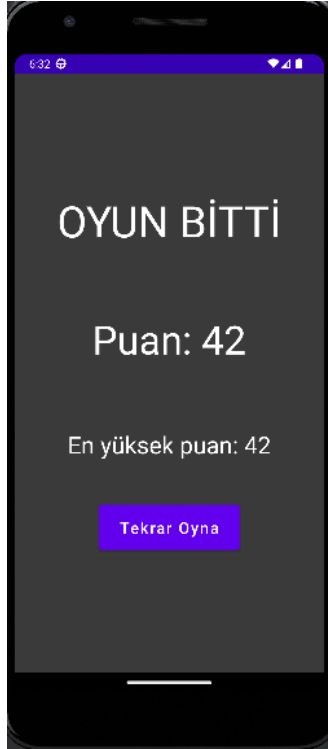 6:32
OYUN BİTTİ
Puan: 42
En yüksek puan: 42
Tekrar Oyna